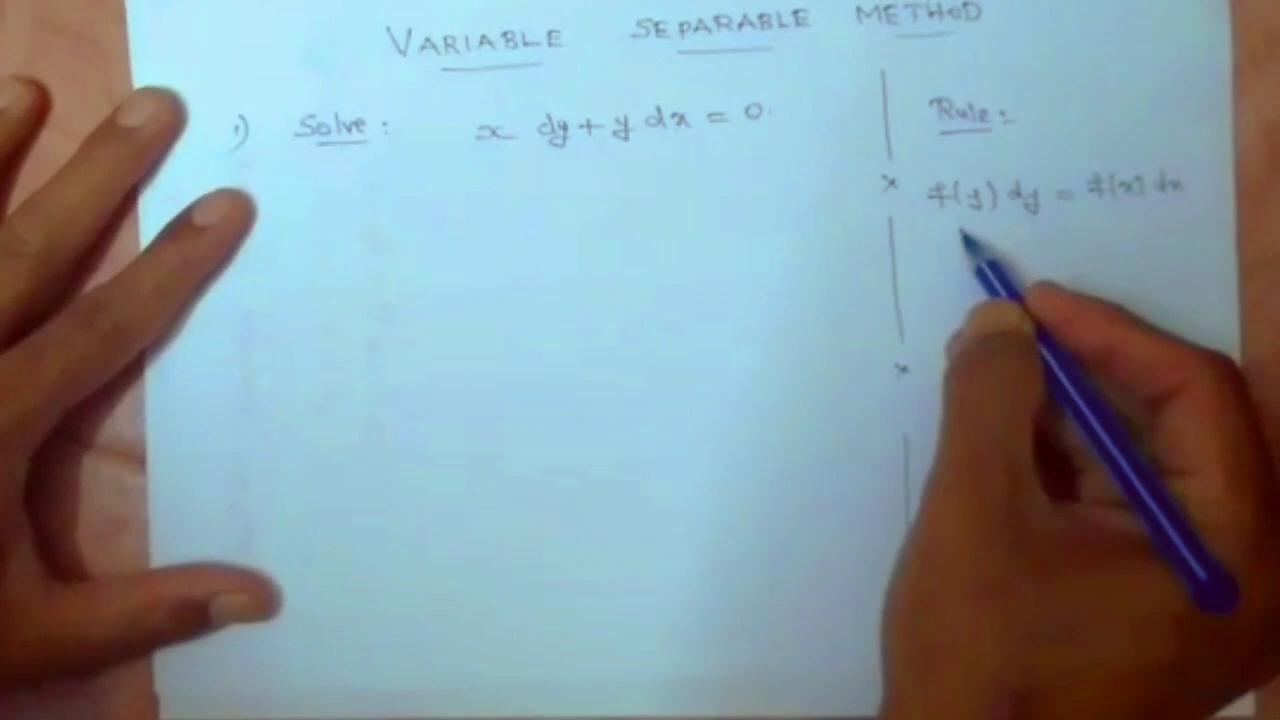 VARIABLE SEPARABLE METHOD
1) Solve: x dy + y dx = 0.
Rule:
f(y) dy = f(x) dx